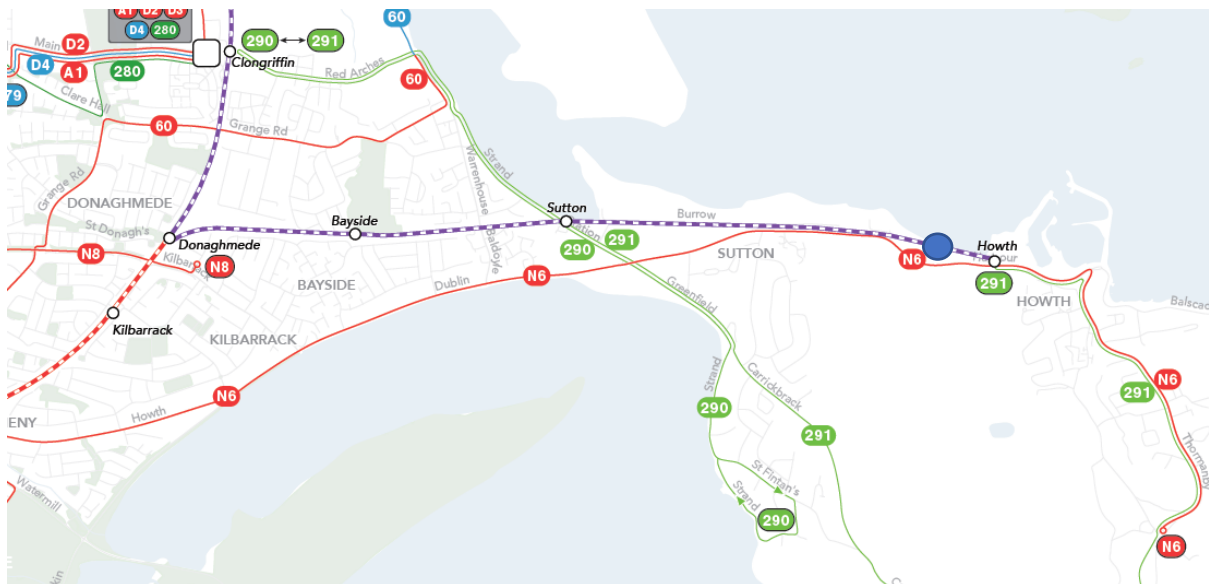 A1 D2 D3
D4 280
60
Main
D2
290
291
Clongriffin
D4
A1
280
Red Arches
60
79
Clare Hall
60
Grange Rd
Strand
Warrenhouse
Grange Rd
DONAGHMEDE
Sutton
Burrow
Bayside
St Donagh's
Donaghmede
Baldoyle
290
291
N8
Kilbarrack
N8
SUTTON
N6
Howth
Dublin
N6
291
BAYSIDE
Greenfield
HOWTH
Balscad
Kilbarrack
KILBARRACK
Strand
Carrickbrack
N6
291
N6
290
Howth
ENY
291
Thormanby
St Fintan's
Watermill
Strand
290
N6